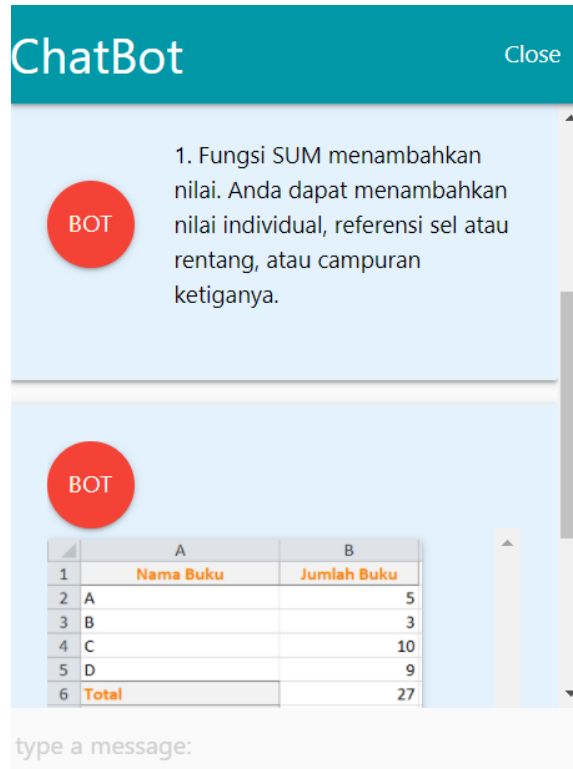 ChatBot Close
1. Fungsi SUM menambahkan
nilai. Anda dapat menambahkan
BOT
nilai individual, referensi sel atau
rentang, atau campuran
ketiganya.
BOT
A B
1 Nama Buku Jumlah Buku
2 A 5
3 B 3
4 C 10
5 D 9
6 Total 27
type a message: